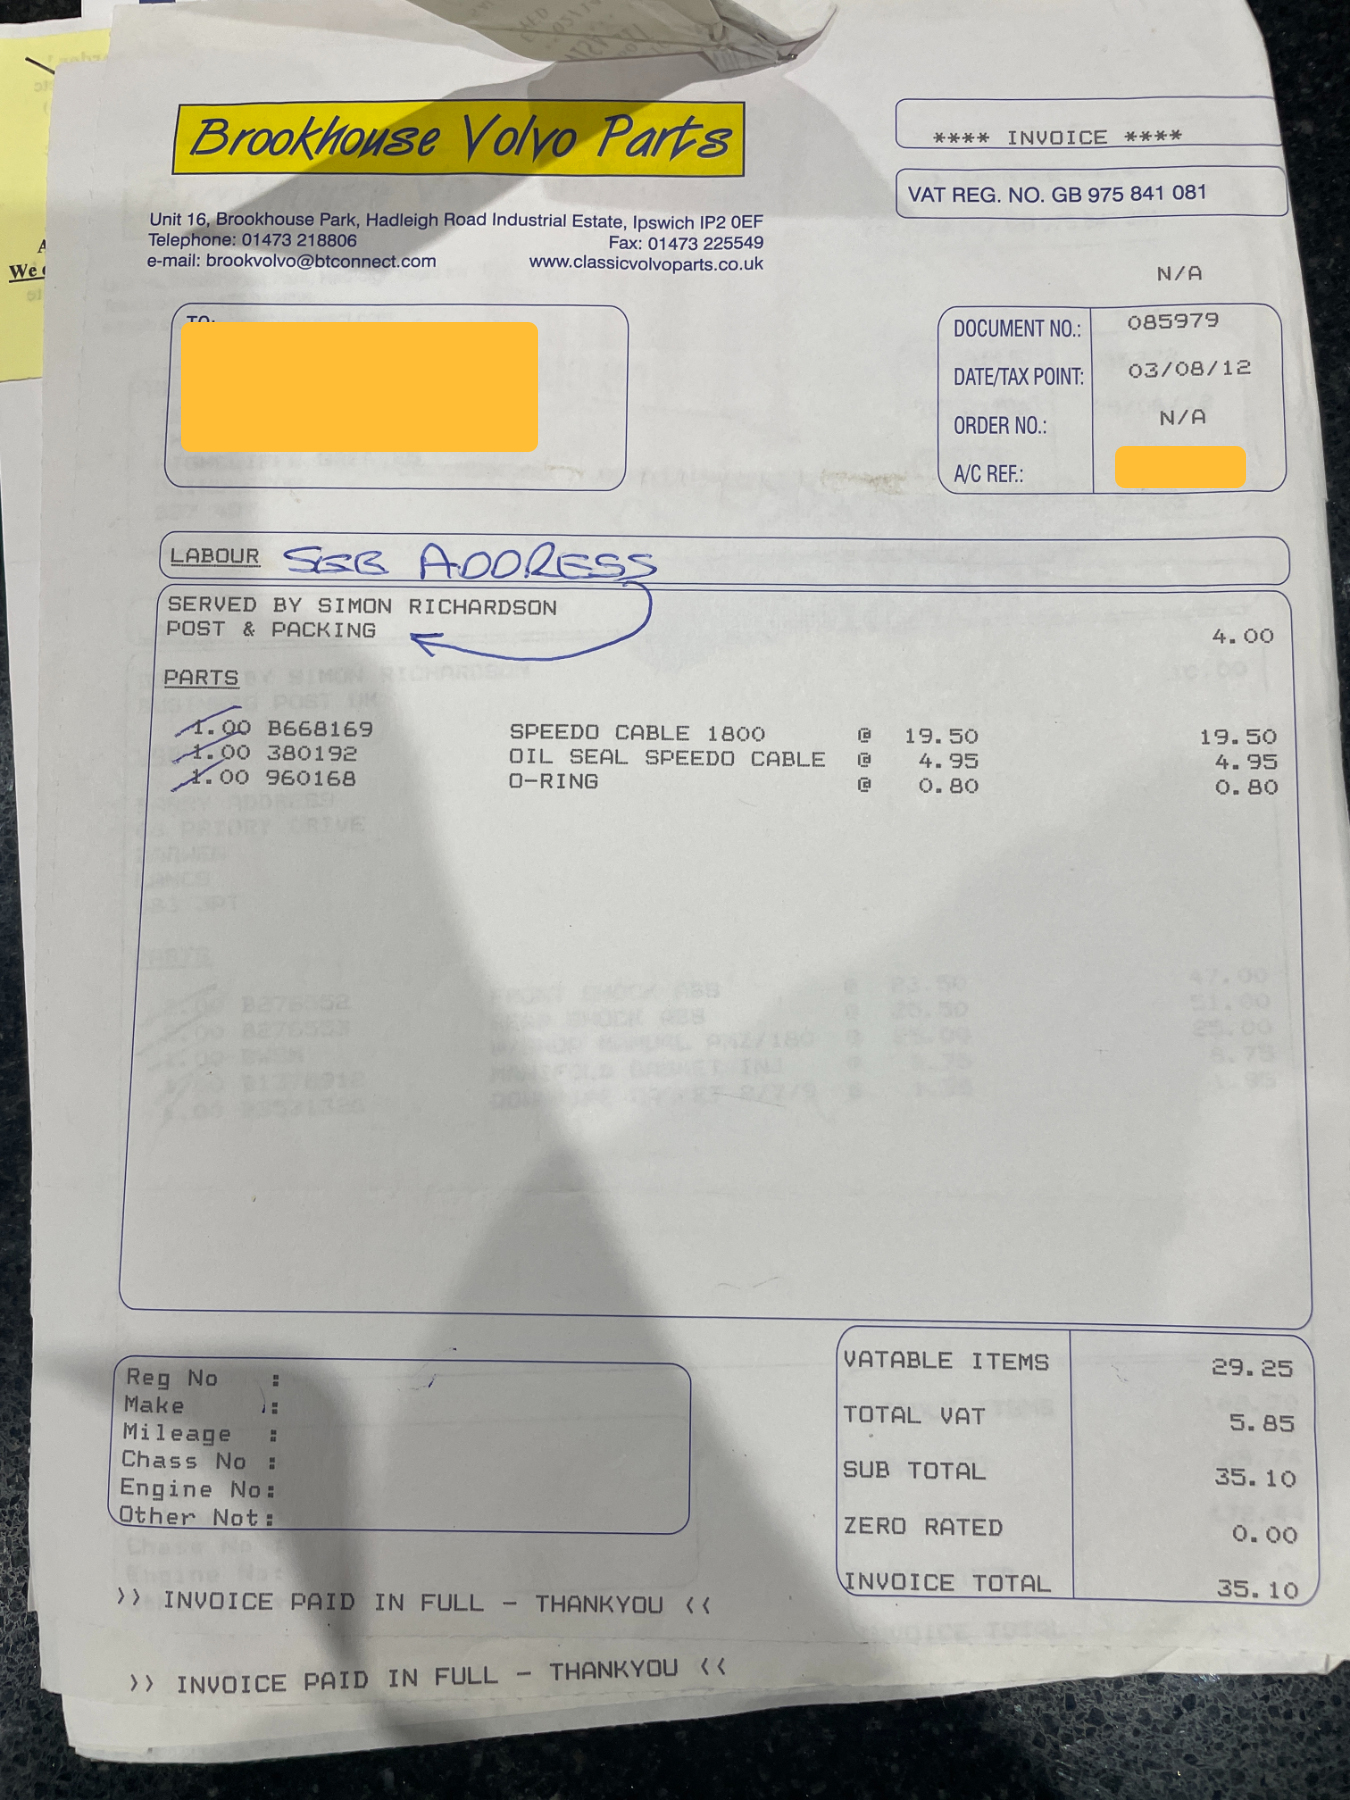 Brookhouse Volvo Parts
**** INVOICE ****
VAT REG. NO. GB 975 841 081
Unit 16, Brookhouse Park, Hadleigh Road Industrial Estate, Ipswich IP2 0EF
Telephone: 01473 218806 Fax: 01473 225549
e-mail: brookvolvo@btconnect.com www.classicvolvoparts.co.uk
N/A
TO:
DOCUMENT NO.: 085979
DATE/TAX POINT: 03/08/12
ORDER NO.: N/A
A/C REF.:
LABOUR SGB ADDRESS
SERVED BY SIMON RICHARDSON
POST & PACKING 4.00
PARTS
1.00 B668169 SPEEDO CABLE 1800 @ 19.50 19.50
1.00 380192 OIL SEAL SPEEDO CABLE @ 4.95 4.95
1.00 960168 O-RING @ 0.80 0.80
VATABLE ITEMS 29.25
TOTAL VAT 5.85
SUB TOTAL 35.10
ZERO RATED 0.00
INVOICE TOTAL 35.10
Reg No :
Make :
Mileage :
Chass No :
Engine No:
Other Not:
>> INVOICE PAID IN FULL - THANKYOU <<
>> INVOICE PAID IN FULL - THANKYOU <<